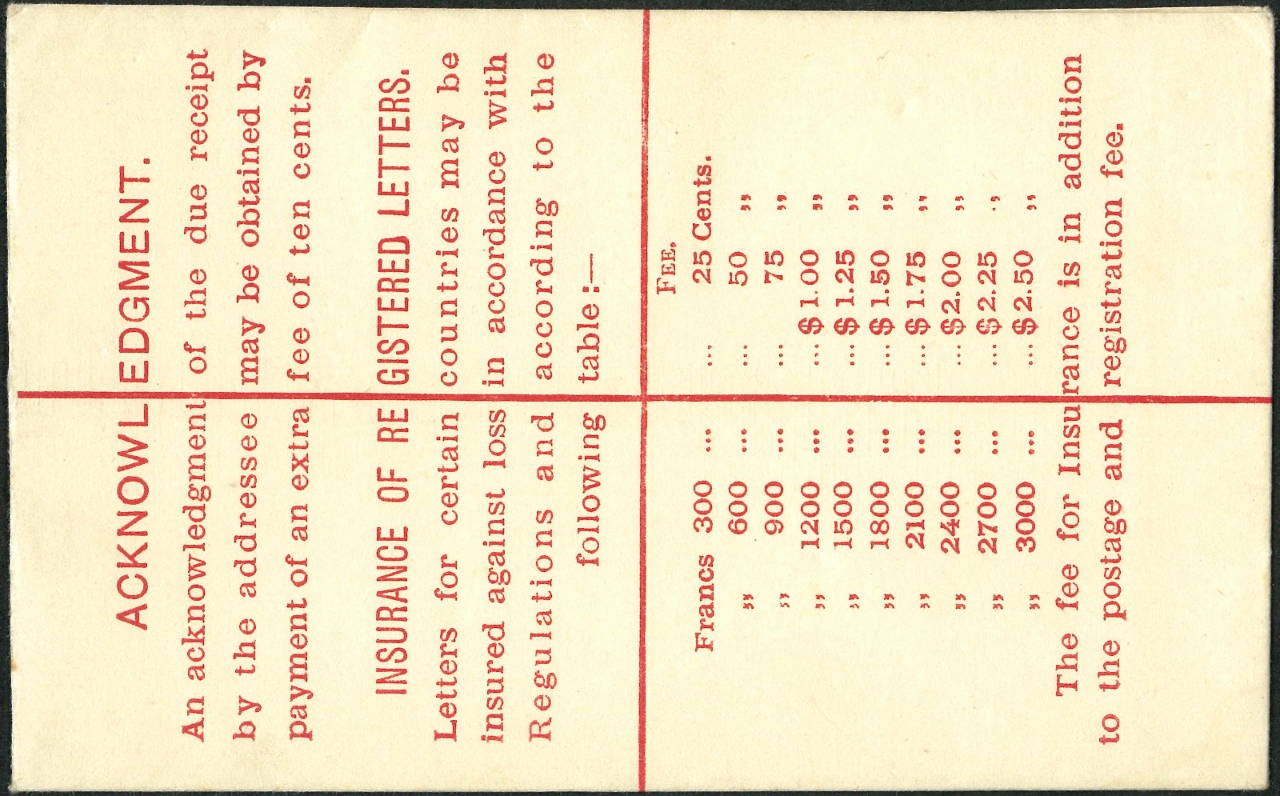 ACKNOWLEDGMENT.
An acknowledgment of the due receipt
by the addressee may be obtained by
payment of an extra fee of ten cents.
INSURANCE OF REGISTERED LETTERS.
Letters for certain countries may be
insured against loss in accordance with
Regulations and according to the
following table:—
FEE.
Francs 300 ... ... 25 Cents.
„ 600 ... ... 50 „
„ 900 ... ... 75 „
„ 1200 ... ... $1.00 „
„ 1500 ... ... $1.25 „
„ 1800 ... ... $1.50 „
„ 2100 ... ... $1.75 „
„ 2400 ... ... $2.00 „
„ 2700 ... ... $2.25 „
„ 3000 ... ... $2.50 „
The fee for Insurance is in addition
to the postage and registration fee.